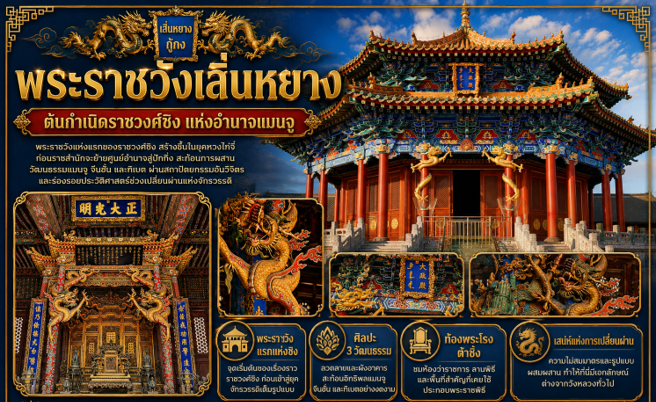 เสิ่นหยาง
กู้กง
พระราชวังเสิ่นหยาง
ต้นกำเนิดราชวงศ์ชิง แห่งอำนาจแมนจู
พระราชวังแห่งแรกของราชวงศ์ชิง สร้างขึ้นในยุคหวงไท่จี๋
ก่อนราชสำนักจะย้ายศูนย์อำนาจสู่ปักกิ่ง สะท้อนการผสาน
วัฒนธรรมแมนจู จีนฮั่น และทิเบต ผ่านสถาปัตยกรรมอันวิจิตร
และร่องรอยประวัติศาสตร์ช่วงเปลี่ยนผ่านแห่งจักรวรรดิ
明光大正
大政殿
พระราชวัง
แรกแห่งชิง
จุดเริ่มต้นของเรื่องราว
ราชวงศ์ชิง ก่อนเข้าสู่ยุค
จักรวรรดิเต็มรูปแบบ
ศิลปะ
3 วัฒนธรรม
ลวดลายและผังอาคาร
สะท้อนอิทธิพลแมนจู
จีนฮั่น และทิเบตอย่างงดงาม
ท้องพระโรง
ต้าชิ่ง
ชมห้องว่าราชการ ลานพิธี
และพื้นที่สำคัญที่เคยใช้
ประกอบพระราชพิธี
เสน่ห์แห่งการเปลี่ยนผ่าน
ความไม่สมมาตรและรูปแบบ
ผสมผสาน ทำให้ที่นี่มีเอกลักษณ์
ต่างจากวังหลวงทั่วไป